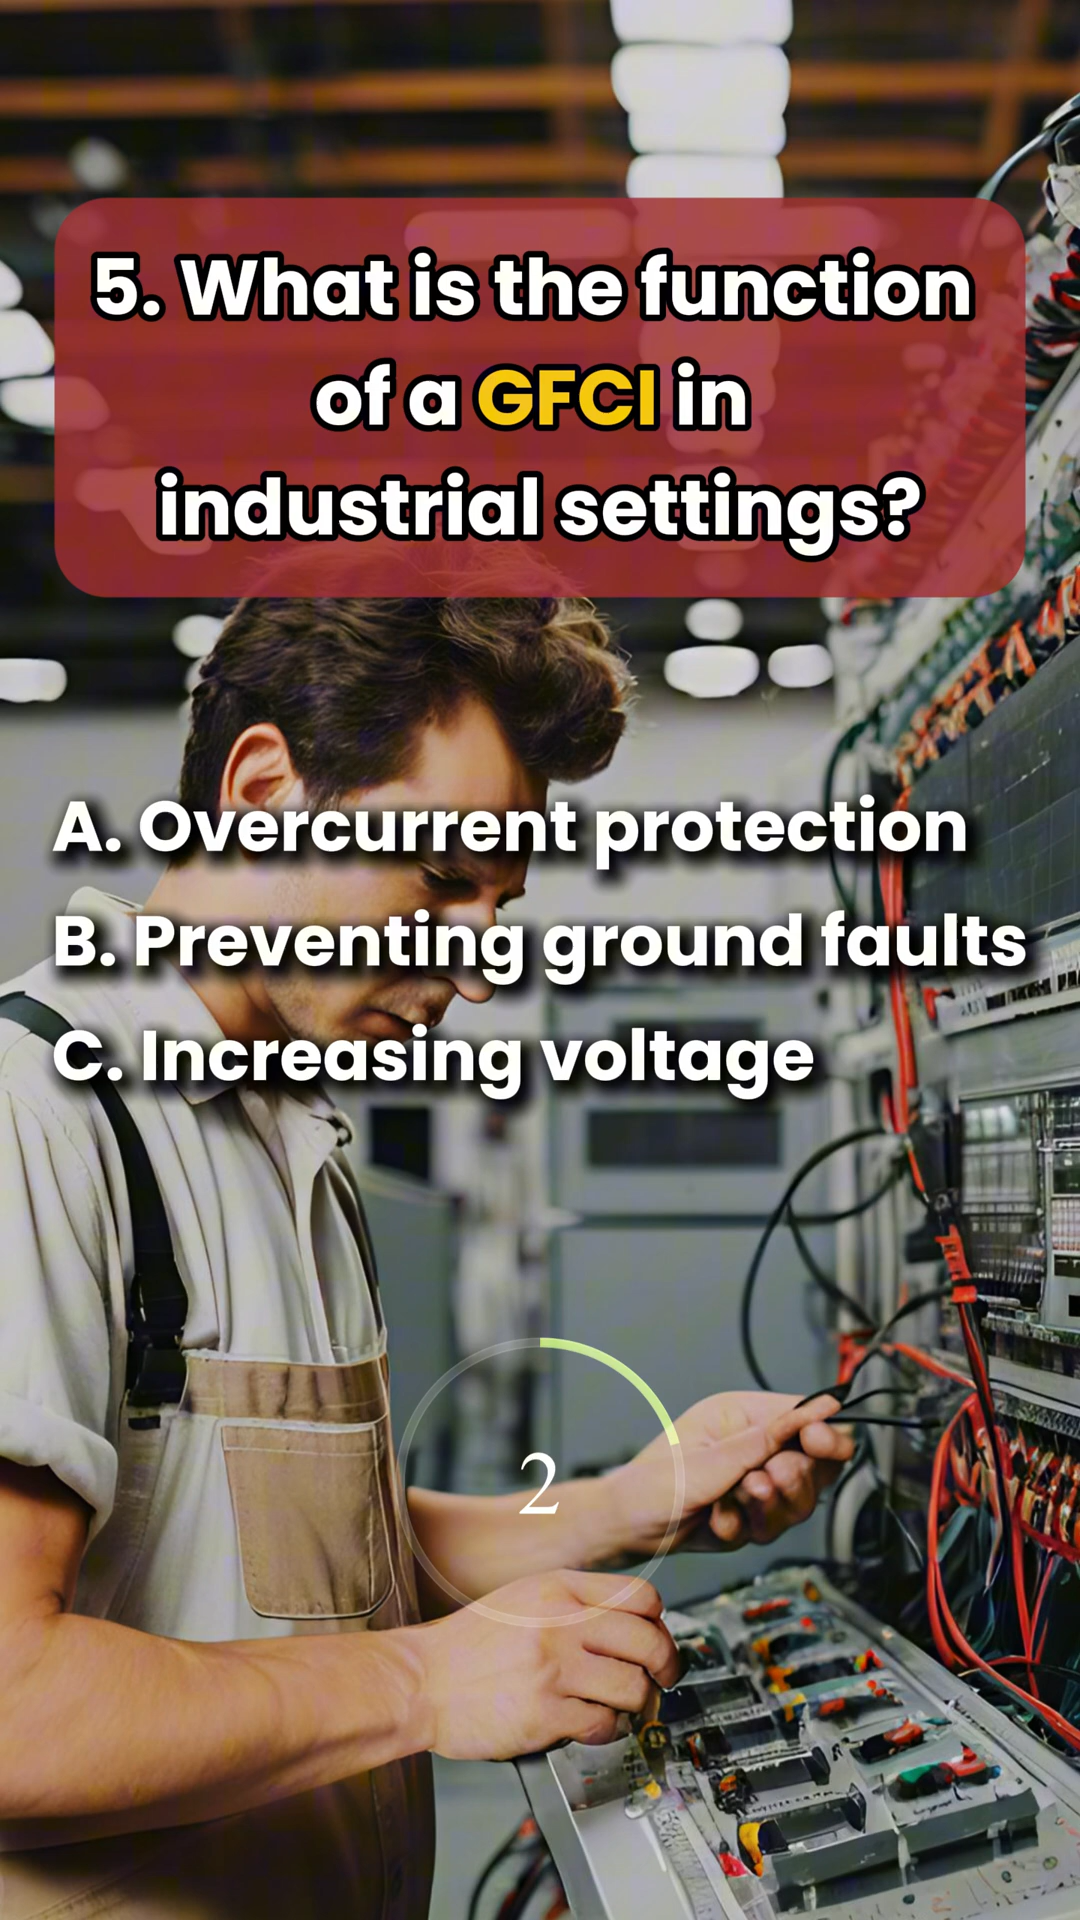 5. What is the function
of a GFCI in
industrial settings?
A. Overcurrent protection
B. Preventing ground faults
C. Increasing voltage
2